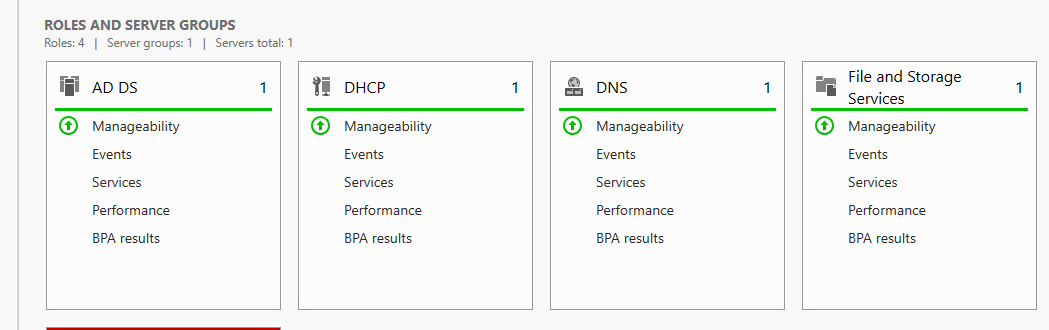 ROLES AND SERVER GROUPS
Roles: 4 | Server groups: 1 | Servers total: 1
AD DS 1
Manageability
Events
Services
Performance
BPA results
DHCP 1
Manageability
Events
Services
Performance
BPA results
DNS 1
Manageability
Events
Services
Performance
BPA results
File and Storage
Services 1
Manageability
Events
Services
Performance
BPA results